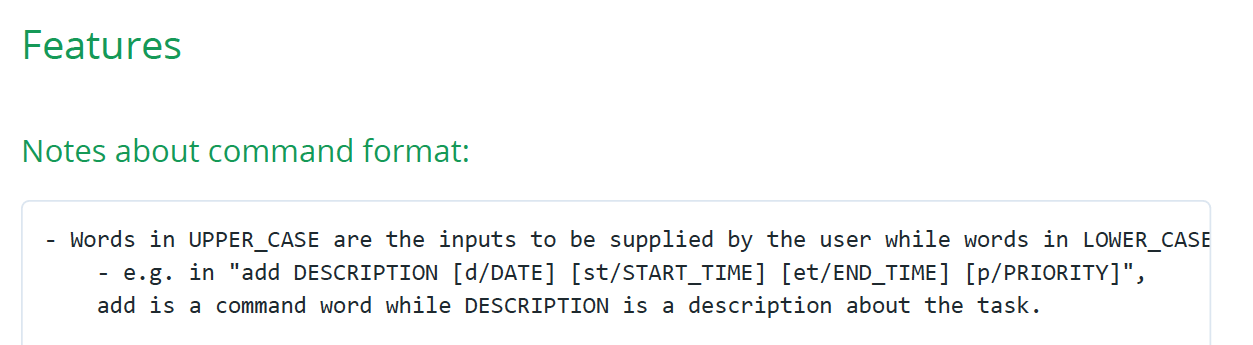 Features
Notes about command format:
- Words in UPPER_CASE are the inputs to be supplied by the user while words in LOWER_CASE
- e.g. in "add DESCRIPTION [d/DATE] [st/START_TIME] [et/END_TIME] [p/PRIORITY]",
add is a command word while DESCRIPTION is a description about the task.